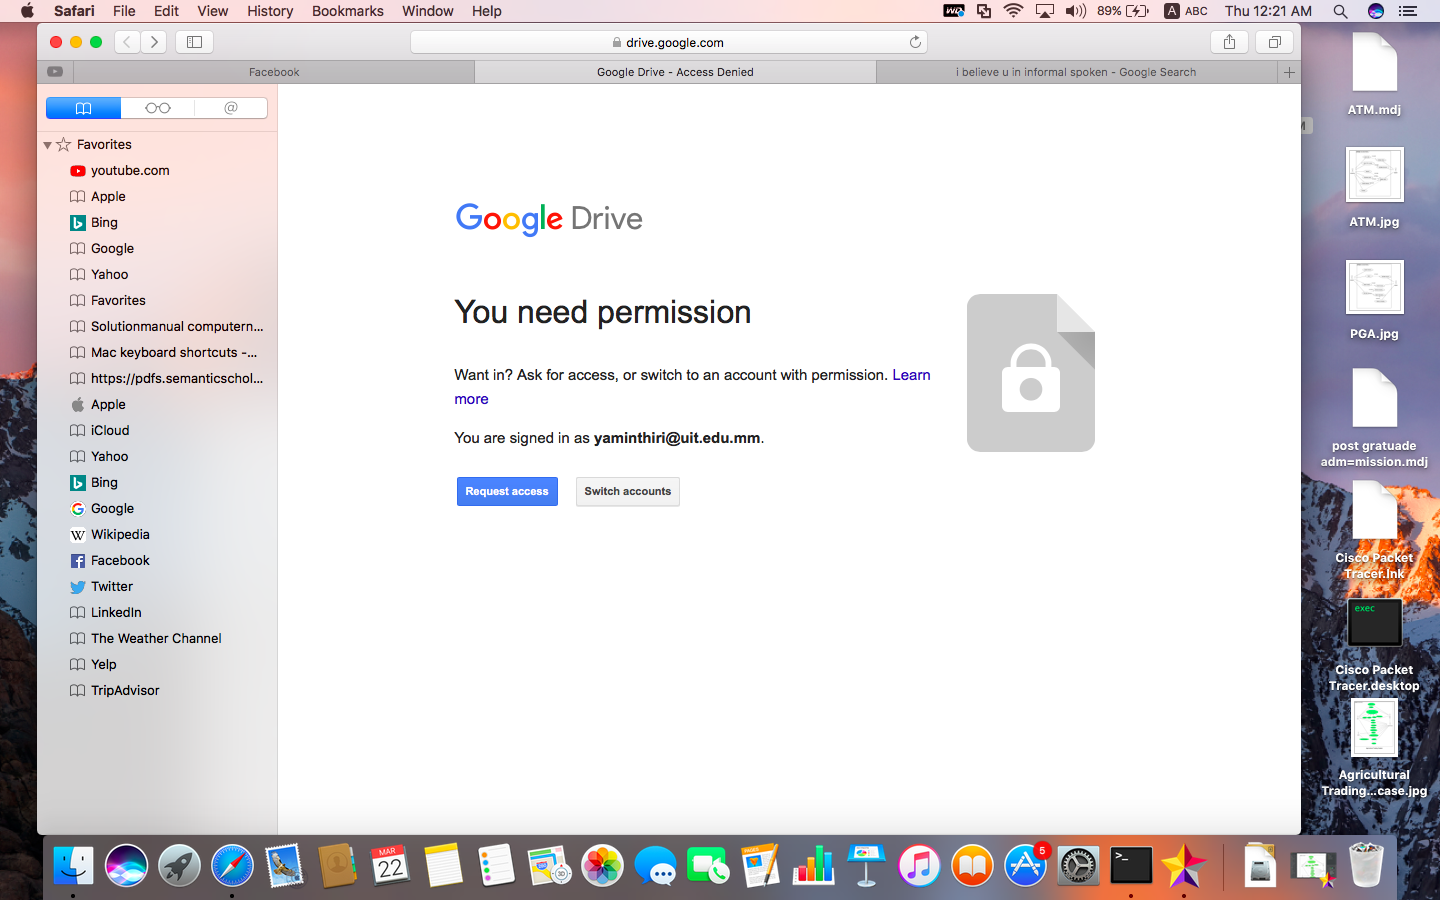 Safari File Edit View History Bookmarks Window Help
WD 89% A ABC Thu 12:21 AM
drive.google.com
Facebook
Google Drive - Access Denied
i believe u in informal spoken - Google Search
@
Favorites
youtube.com
Apple
Bing
Google
Yahoo
Favorites
Solutionmanual computern...
Mac keyboard shortcuts -...
https://pdfs.semanticschol...
Apple
iCloud
Yahoo
Bing
Google
Wikipedia
Facebook
Twitter
LinkedIn
The Weather Channel
Yelp
TripAdvisor
Google Drive
You need permission
Want in? Ask for access, or switch to an account with permission. Learn
more
You are signed in as yaminthiri@uit.edu.mm.
Request access
Switch accounts
ATM.mdj
ATM.jpg
PGA.jpg
post gratuade
adm=mission.mdj
Cisco Packet
Tracer.lnk
exec
Cisco Packet
Tracer.desktop
Agricultural
Trading...case.jpg
MAR
22
PAGES
3D
5
>_